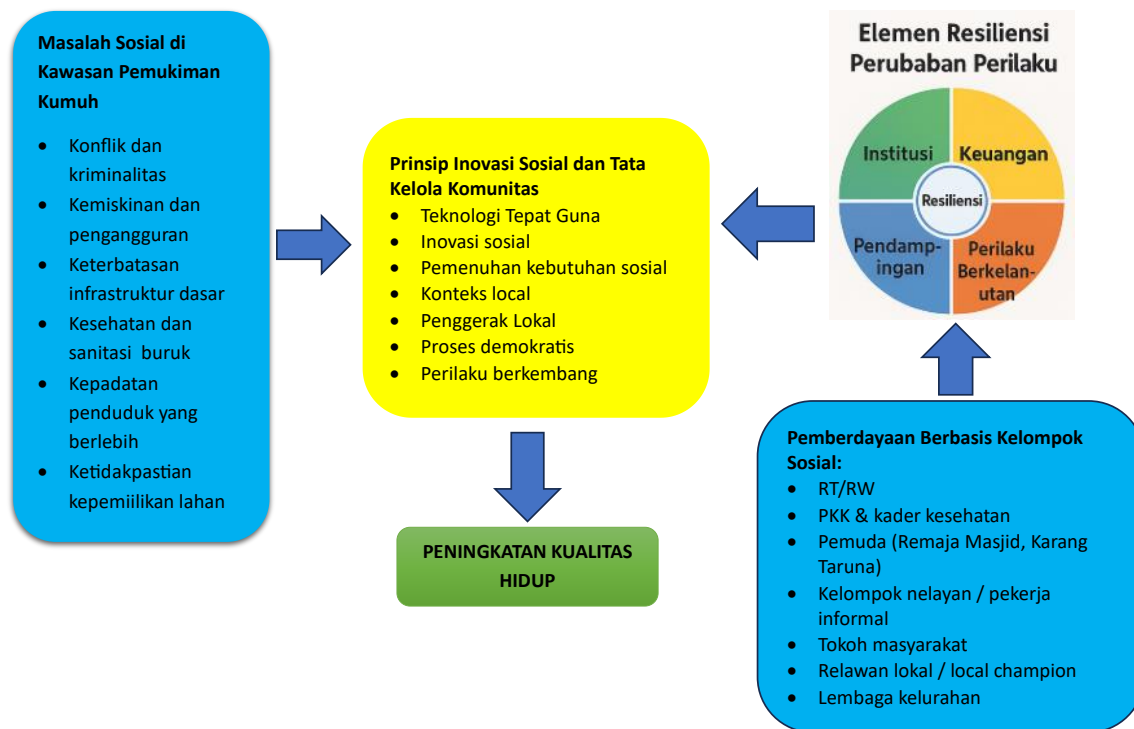 Masalah Sosial di
Kawasan Pemukiman
Kumuh
• Konflik dan
kriminalitas
• Kemiskinan dan
pengangguran
• Keterbatasan
infrastruktur dasar
• Kesehatan dan
sanitasi buruk
• Kepadatan
penduduk yang
berlebih
• Ketidakpastian
kepemiilikan lahan
Prinsip Inovasi Sosial dan Tata
Kelola Komunitas
• Teknologi Tepat Guna
• Inovasi sosial
• Pemenuhan kebutuhan sosial
• Konteks local
• Penggerak Lokal
• Proses demokratis
• Perilaku berkembang
PENINGKATAN KUALITAS
HIDUP
Elemen Resiliensi
Perubaban Perilaku
Institusi
Keuangan
Resiliensi
Pendamp-
ingan
Perilaku
Berkelan-
utan
Pemberdayaan Berbasis Kelompok
Sosial:
• RT/RW
• PKK & kader kesehatan
• Pemuda (Remaja Masjid, Karang
Taruna)
• Kelompok nelayan / pekerja
informal
• Tokoh masyarakat
• Relawan lokal / local champion
• Lembaga kelurahan